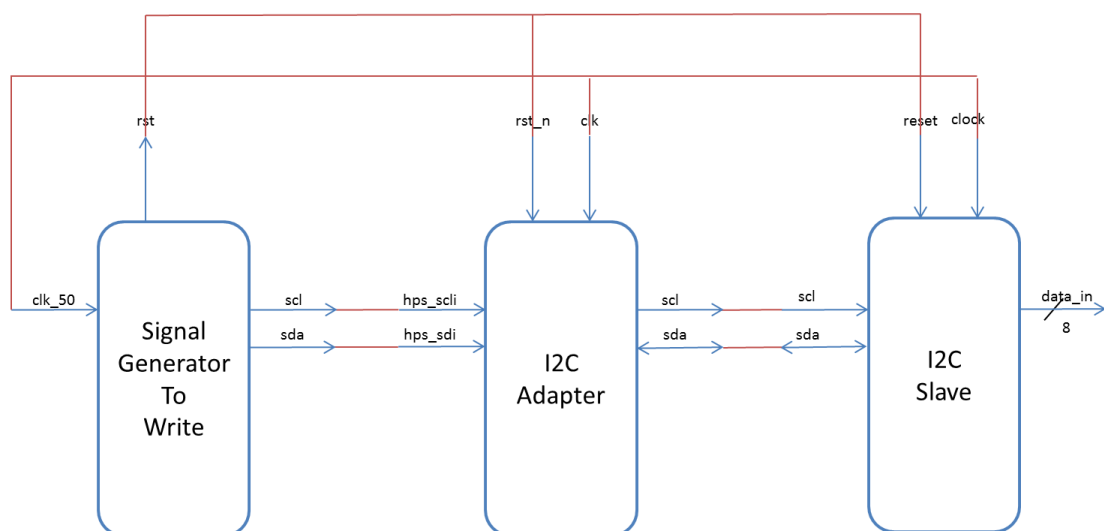 rst
rst_n
clk
reset
clock
clk_50
scl
hps_scli
scl
scl
data_in
8
sda
hps_sdi
sda
sda
Signal
Generator
To
Write
I2C
Adapter
I2C
Slave